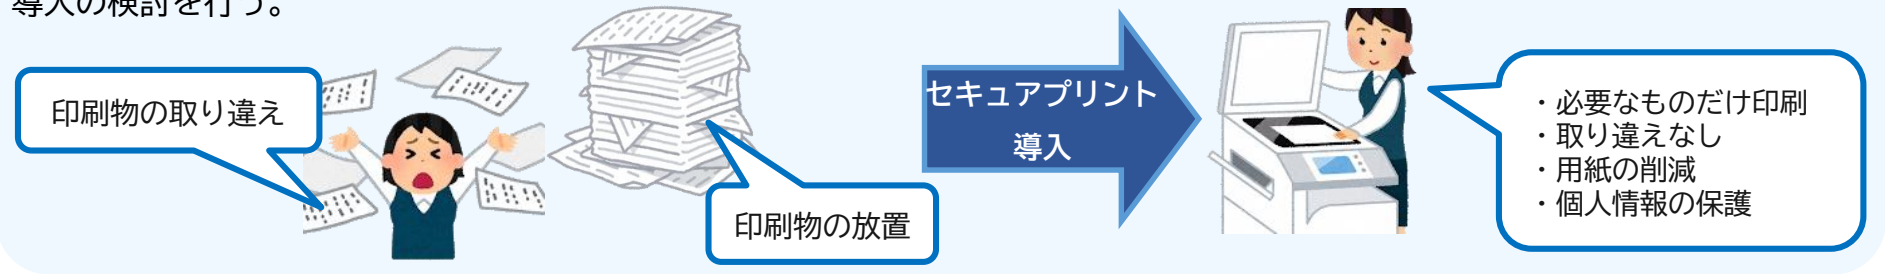 導入の検討を行う。
印刷物の取り違え
印刷物の放置
セキュアプリント
導入
・必要なものだけ印刷
・取り違えなし
・用紙の削減
・個人情報の保護